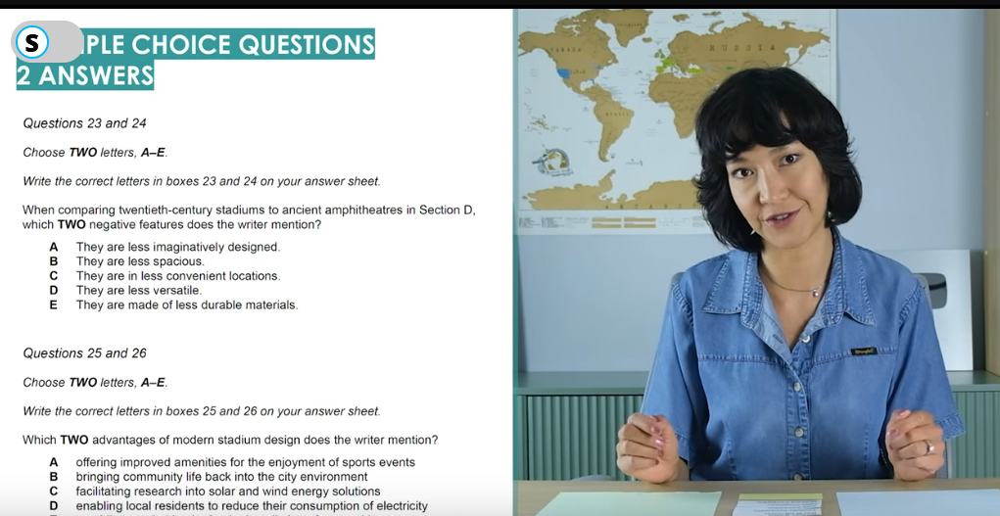 S
PLE CHOICE QUESTIONS
2 ANSWERS
Questions 23 and 24
Choose TWO letters, A–E.
Write the correct letters in boxes 23 and 24 on your answer sheet.
When comparing twentieth-century stadiums to ancient amphitheatres in Section D,
which TWO negative features does the writer mention?
A They are less imaginatively designed.
B They are less spacious.
C They are in less convenient locations.
D They are less versatile.
E They are made of less durable materials.
Questions 25 and 26
Choose TWO letters, A–E.
Write the correct letters in boxes 25 and 26 on your answer sheet.
Which TWO advantages of modern stadium design does the writer mention?
A offering improved amenities for the enjoyment of sports events
B bringing community life back into the city environment
C facilitating research into solar and wind energy solutions
D enabling local residents to reduce their consumption of electricity
CANADA
RUSSIA
BRASIL